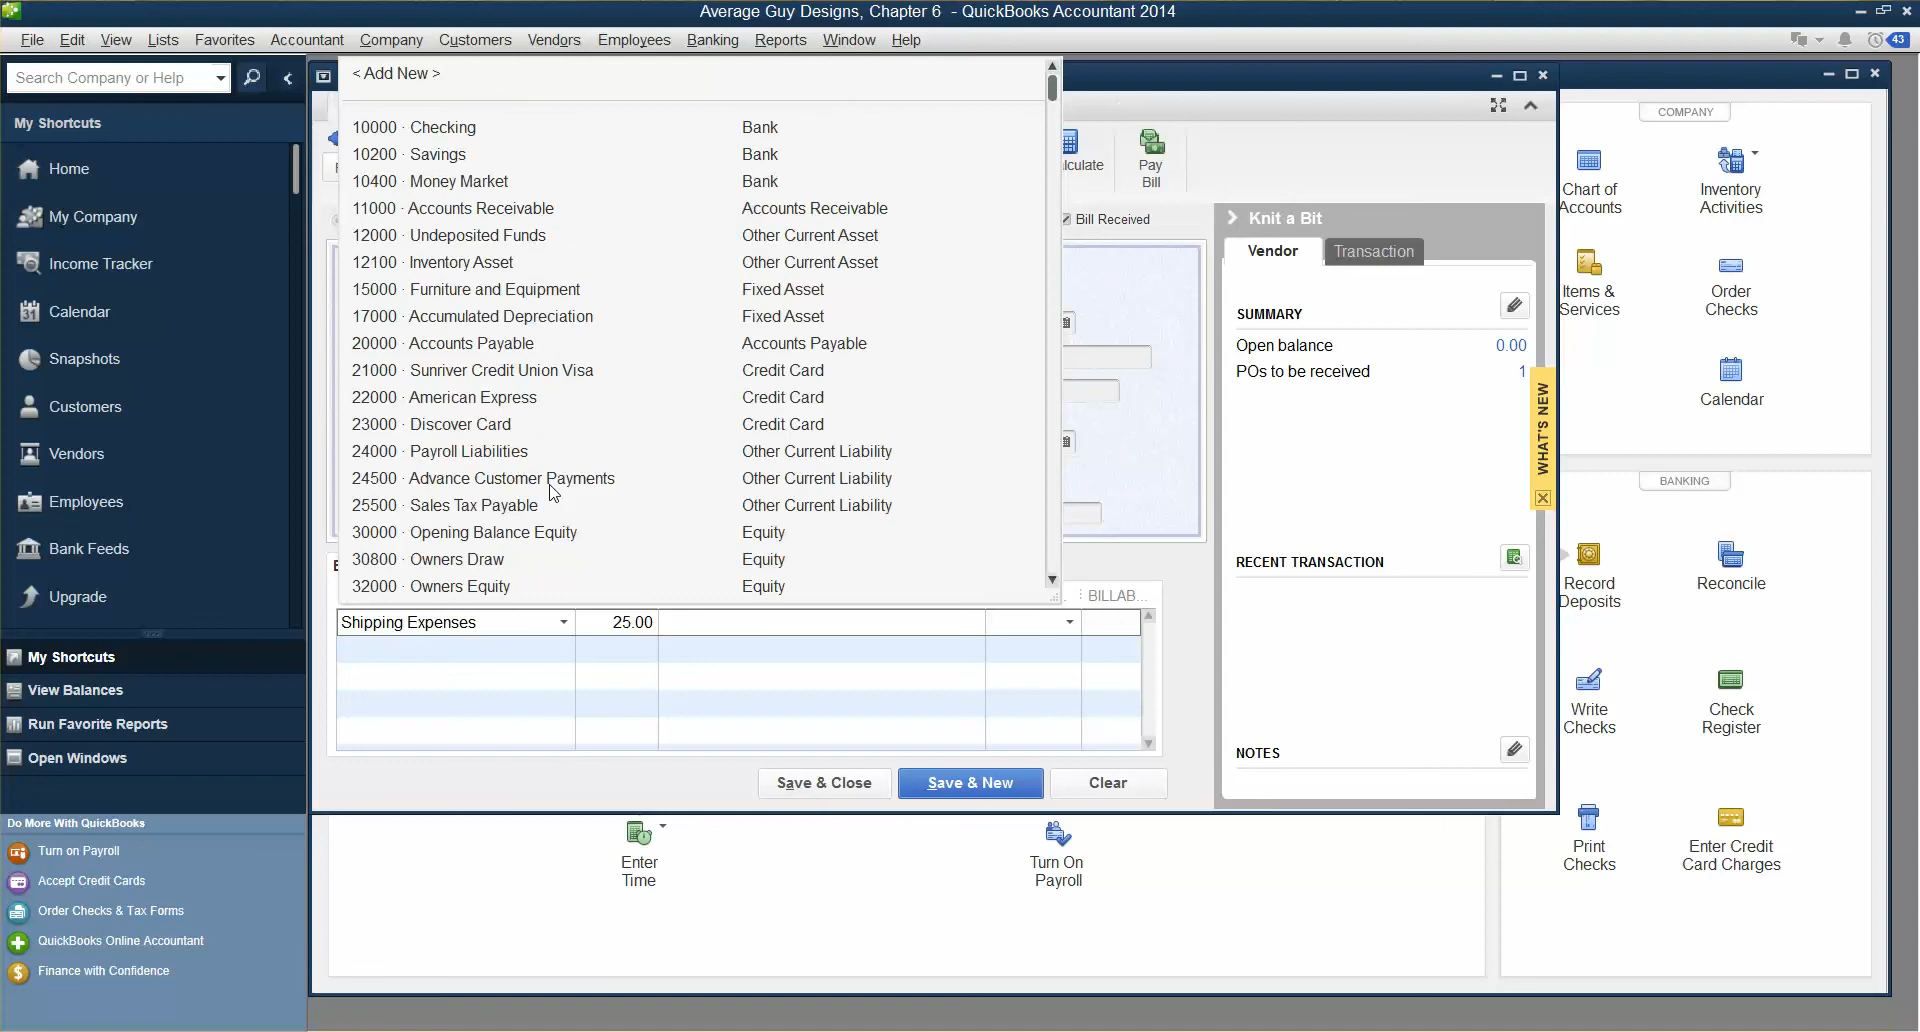 Average Guy Designs, Chapter 6 - QuickBooks Accountant 2014
File Edit View Lists Favorites Accountant Company Customers Vendors Employees Banking Reports Window Help
43
Search Company or Help
My Shortcuts
Home
My Company
Income Tracker
Calendar
Snapshots
Customers
Vendors
Employees
Bank Feeds
Upgrade
My Shortcuts
View Balances
Run Favorite Reports
Open Windows
Do More With QuickBooks
Turn on Payroll
Accept Credit Cards
Order Checks & Tax Forms
QuickBooks Online Accountant
Finance with Confidence
< Add New >
10000 · Checking Bank
10200 · Savings Bank
10400 · Money Market Bank
11000 · Accounts Receivable Accounts Receivable
12000 · Undeposited Funds Other Current Asset
12100 · Inventory Asset Other Current Asset
15000 · Furniture and Equipment Fixed Asset
17000 · Accumulated Depreciation Fixed Asset
20000 · Accounts Payable Accounts Payable
21000 · Sunriver Credit Union Visa Credit Card
22000 · American Express Credit Card
23000 · Discover Card Credit Card
24000 · Payroll Liabilities Other Current Liability
24500 · Advance Customer Payments Other Current Liability
25500 · Sales Tax Payable Other Current Liability
30000 · Opening Balance Equity Equity
30800 · Owners Draw Equity
32000 · Owners Equity Equity
BILLAB...
Shipping Expenses 25.00
Save & Close Save & New Clear
lculate
Pay
Bill
Bill Received
Knit a Bit
Vendor Transaction
SUMMARY
Open balance 0.00
POs to be received 1
RECENT TRANSACTION
NOTES
WHAT'S NEW
Enter
Time
Turn On
Payroll
COMPANY
Chart of
Accounts
Inventory
Activities
Items &
Services
Order
Checks
Calendar
BANKING
Record
Deposits
Reconcile
Write
Checks
Check
Register
Print
Checks
Enter Credit
Card Charges